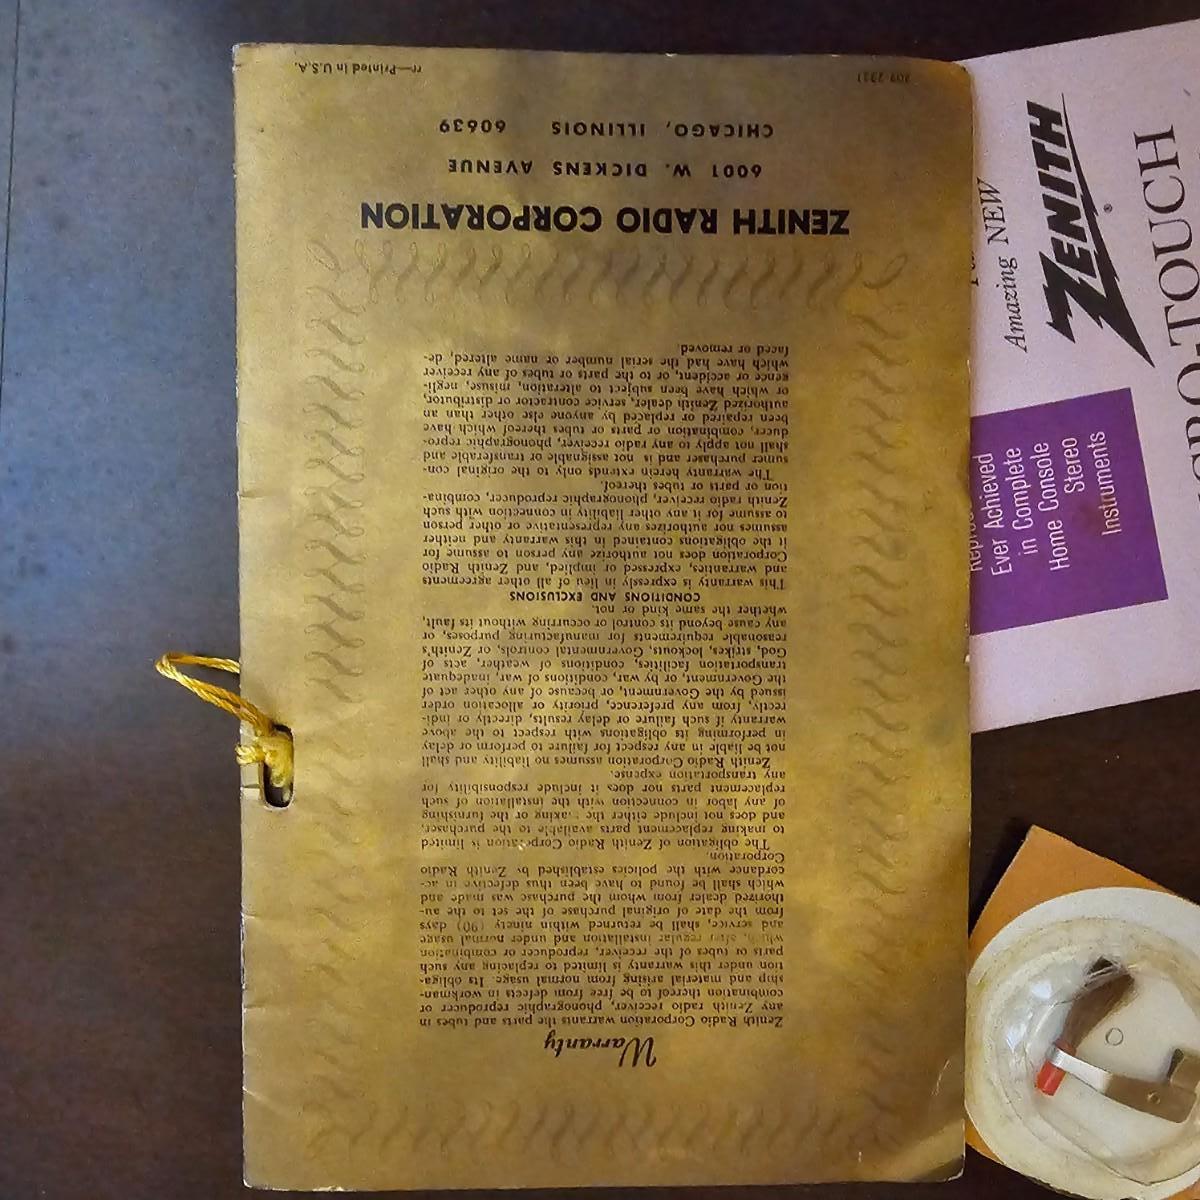 Warranty
Zenith Radio Corporation warrants the parts and tubes in
any Zenith radio receiver, phonographic reproducer or
combination thereof to be free from defects in workman-
ship and material arising from normal usage. Its obliga-
tion under this warranty is limited to replacing any such
parts or tubes of the receiver, reproducer or combination
which, after regular installation and under normal usage
and service, shall be returned within ninety (90) days
from the date of original purchase of the set to the au-
thorized dealer from whom the purchase was made and
which shall be found to have been thus defective in ac-
cordance with the policies established by Zenith Radio
Corporation.
The obligation of Zenith Radio Corporation is limited
to making replacement parts available to the purchaser,
and does not include either the making or the furnishing
of any labor in connection with the installation of such
replacement parts nor does it include responsibility for
any transportation expense.
Zenith Radio Corporation assumes no liability and shall
not be liable in any respect for failure to perform or delay
in performing its obligations with respect to the above
warranty if such failure or delay results, directly or indi-
rectly, from any preference, priority or allocation order
issued by the Government, or because of any other act of
the Government, or by war, conditions of war, inadequate
transportation facilities, conditions of weather, acts of
God, strikes, lockouts, Governmental controls, or Zenith's
reasonable requirements for manufacturing purposes, or
any cause beyond its control or occurring without its fault,
whether the same kind or not.
CONDITIONS AND EXCLUSIONS
This warranty is expressly in lieu of all other agreements
and warranties, expressed or implied, and Zenith Radio
Corporation does not authorize any person to assume for
it the obligations contained in this warranty and neither
assumes nor authorizes any representative or other person
to assume for it any other liability in connection with such
Zenith radio receiver, phonographic reproducer, combina-
tion or parts or tubes thereof.
The warranty herein extends only to the original con-
sumer purchaser and is not assignable or transferable and
shall not apply to any radio receiver, phonographic repro-
ducer, combination or parts or tubes thereof which have
been repaired or replaced by anyone else other than an
authorized Zenith dealer, service contractor or distributor,
or which have been subject to alteration, misuse, negli-
gence or accident, or to the parts or tubes of any receiver
which have had the serial number or name altered, de-
faced or removed.
ZENITH RADIO CORPORATION
6001 W. DICKENS AVENUE
CHICAGO, ILLINOIS 60639
rr—Printed in U.S.A.
Amazing NEW
ZENITH®
TOUCH
Ever Achieved
in Complete
Home Console
Stereo
Instruments